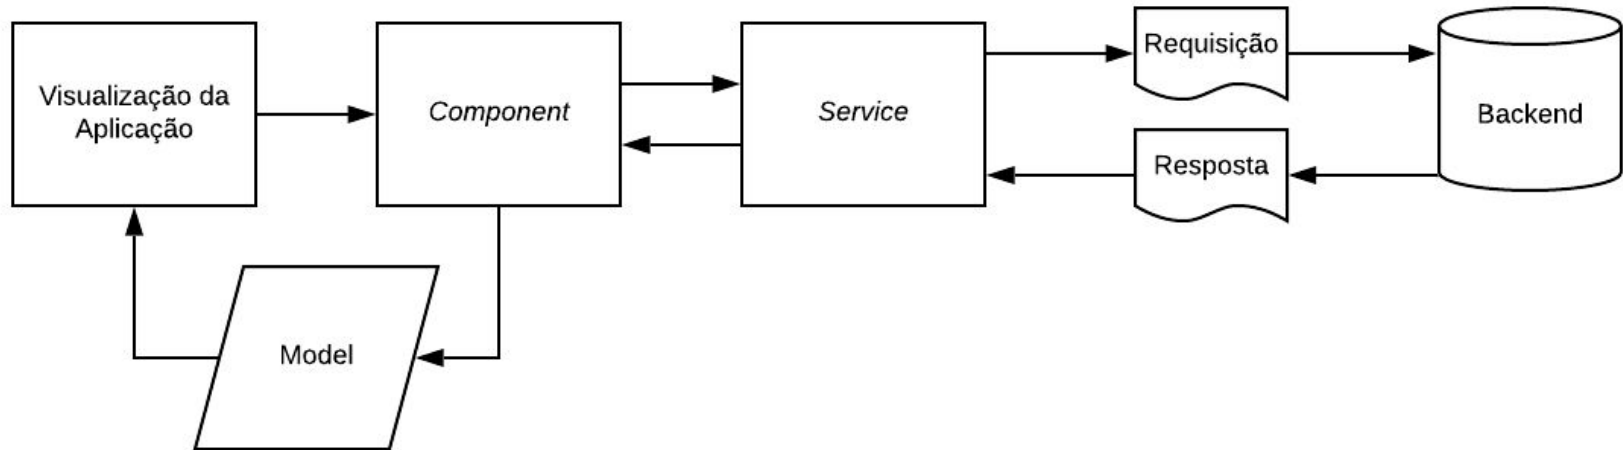 Visualização da
Aplicação
Component
Service
Requisição
Resposta
Backend
Model